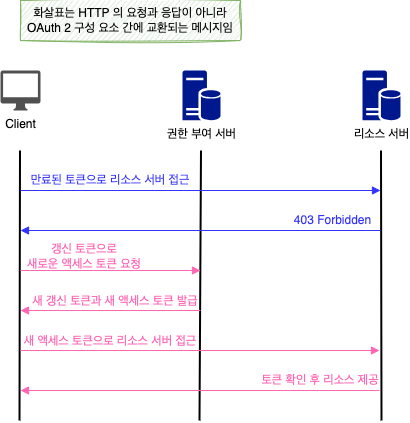 화살표는 HTTP 의 요청과 응답이 아니라
OAuth 2 구성 요소 간에 교환되는 메시지임
Client
권한 부여 서버
리소스 서버
만료된 토큰으로 리소스 서버 접근
403 Forbidden
갱신 토큰으로
새로운 액세스 토큰 요청
새 갱신 토큰과 새 액세스 토큰 발급
새 액세스 토큰으로 리소스 서버 접근
토큰 확인 후 리소스 제공